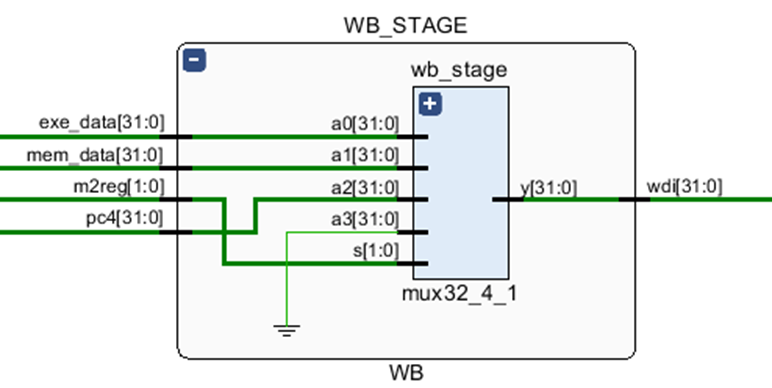 WB_STAGE
wb_stage
exe_data[31:0]
a0[31:0]
mem_data[31:0]
a1[31:0]
m2reg[1:0]
a2[31:0]
y[31:0]
wdi[31:0]
pc4[31:0]
a3[31:0]
s[1:0]
mux32_4_1
WB